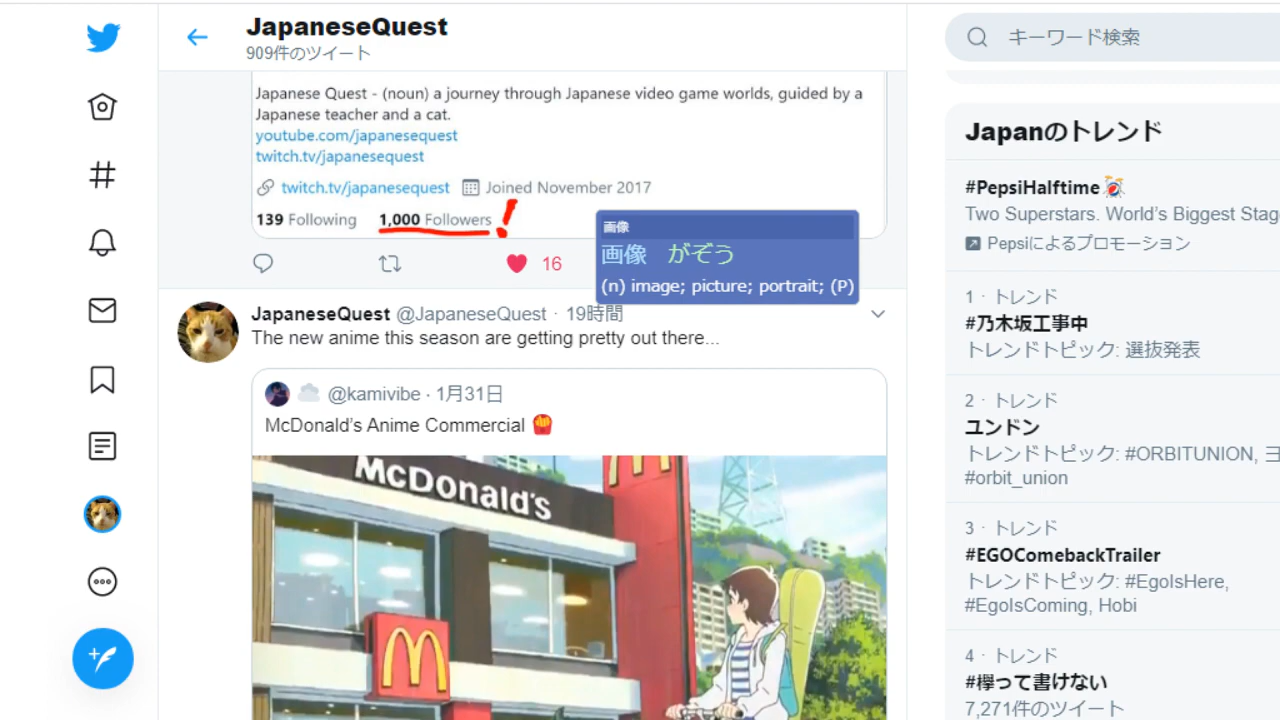 JapaneseQuest
909件のツイート
Japanese Quest - (noun) a journey through Japanese video game worlds, guided by a
Japanese teacher and a cat.
youtube.com/japanesequest
twitch.tv/japanesequest
twitch.tv/japanesequest Joined November 2017
139 Following 1,000 Followers !
16
画像
画像 がぞう
(n) image; picture; portrait; (P)
JapaneseQuest @JapaneseQuest · 19時間
The new anime this season are getting pretty out there...
@kamivibe · 1月31日
McDonald's Anime Commercial 🍟
McDonald's
キーワード検索
Japanのトレンド
#PepsiHalftime
Two Superstars. World's Biggest Stag
Pepsiによるプロモーション
1 · トレンド
#乃木坂工事中
トレンドトピック: 選抜発表
2 · トレンド
ユンドン
トレンドトピック: #ORBITUNION, ヨ
#orbit_union
3 · トレンド
#EGOComebackTrailer
トレンドトピック: #EgoIsHere,
#EgoIsComing, Hobi
4 · トレンド
#欅って書けない
7,271件のツイート